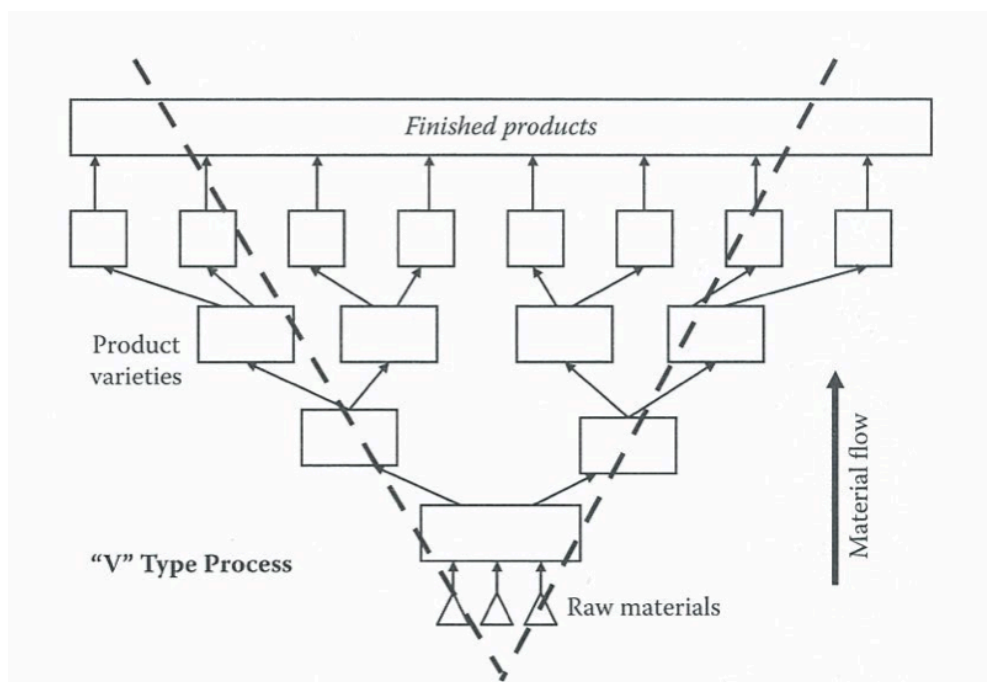 Finished products
Product
varieties
Material flow
“V” Type Process
Raw materials